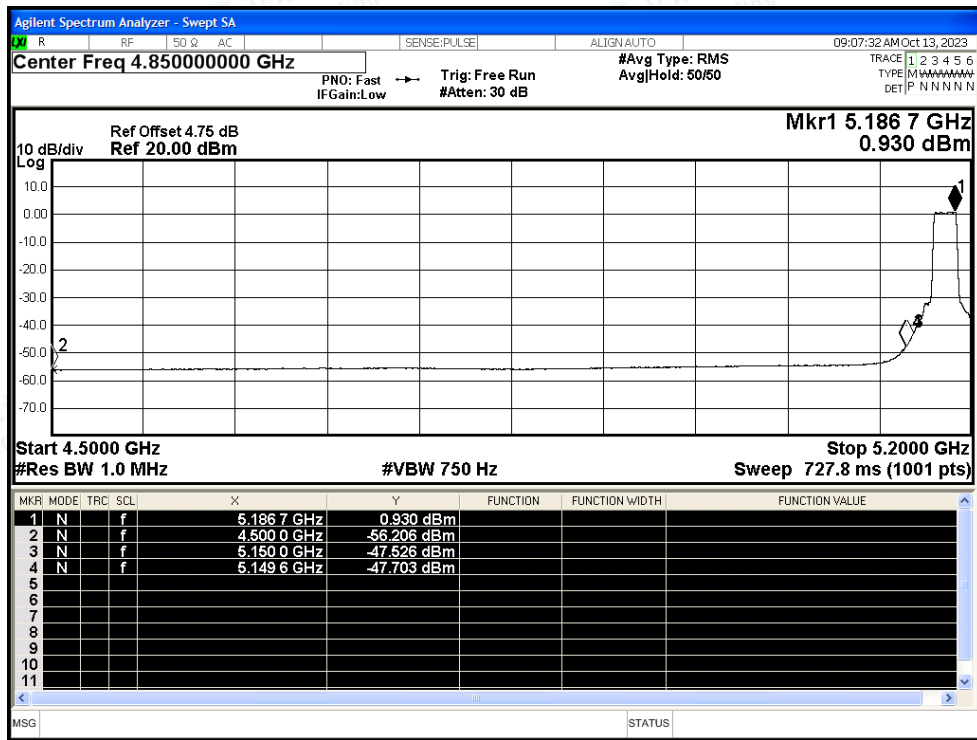 Agilent Spectrum Analyzer - Swept SA
LXI R RF 50 Ω AC SENSE:PULSE ALIGN AUTO 09:07:32 AM Oct 13, 2023
Center Freq 4.850000000 GHz
PNO: Fast
IFGain:Low
Trig: Free Run
#Atten: 30 dB
#Avg Type: RMS
Avg|Hold: 50/50
TRACE 1 2 3 4 5 6
TYPE M WWWWW
DET P N N N N N
Mkr1 5.186 7 GHz
0.930 dBm
Ref Offset 4.75 dB
10 dB/div Ref 20.00 dBm
Log
10.0
0.00
-10.0
-20.0
-30.0
-40.0
-50.0
-60.0
-70.0
1
2
4
Start 4.5000 GHz Stop 5.2000 GHz
#Res BW 1.0 MHz #VBW 750 Hz Sweep 727.8 ms (1001 pts)
MKR MODE TRC SCL X Y FUNCTION FUNCTION WIDTH FUNCTION VALUE
1 N f 5.186 7 GHz 0.930 dBm
2 N f 4.500 0 GHz -56.206 dBm
3 N f 5.150 0 GHz -47.526 dBm
4 N f 5.149 6 GHz -47.703 dBm
5
6
7
8
9
10
11
MSG STATUS